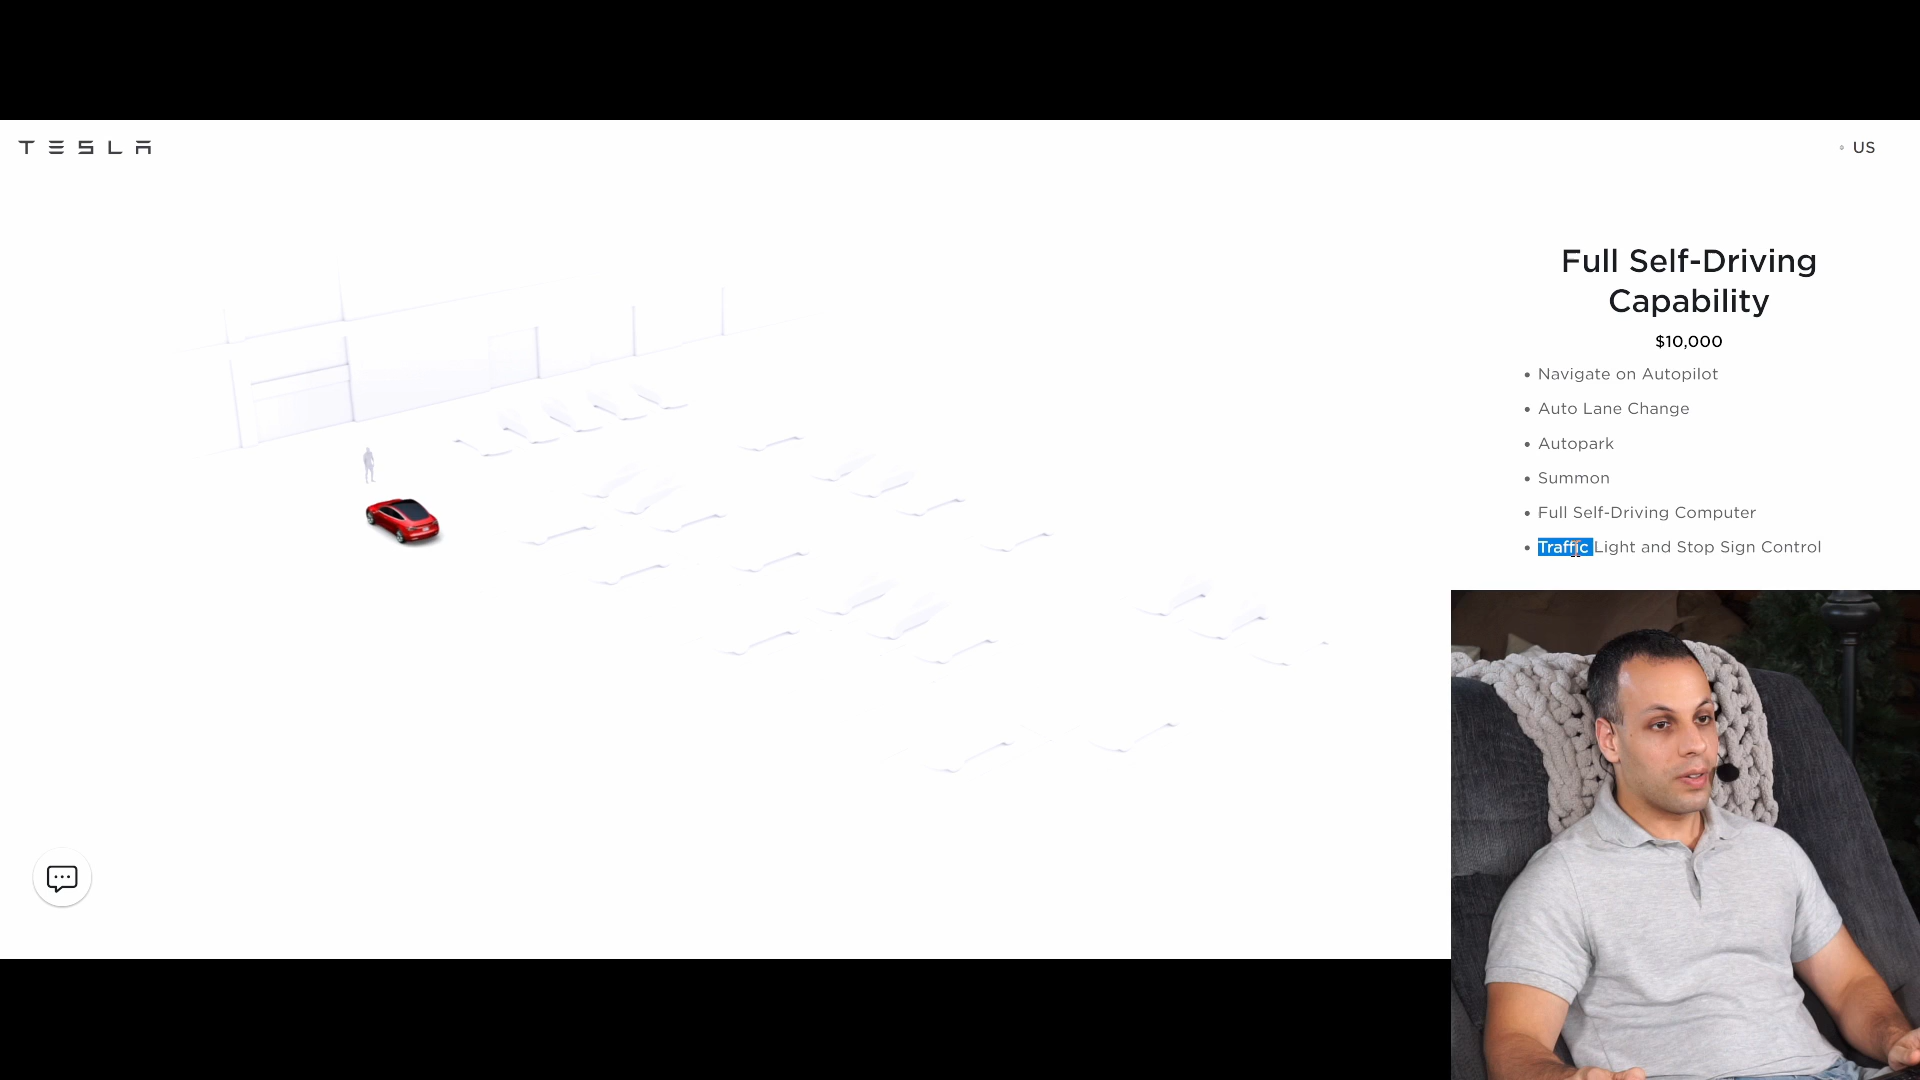 TESLA
US
Full Self-Driving
Capability
$10,000
Navigate on Autopilot
Auto Lane Change
Autopark
Summon
Full Self-Driving Computer
Traffic Light and Stop Sign Control